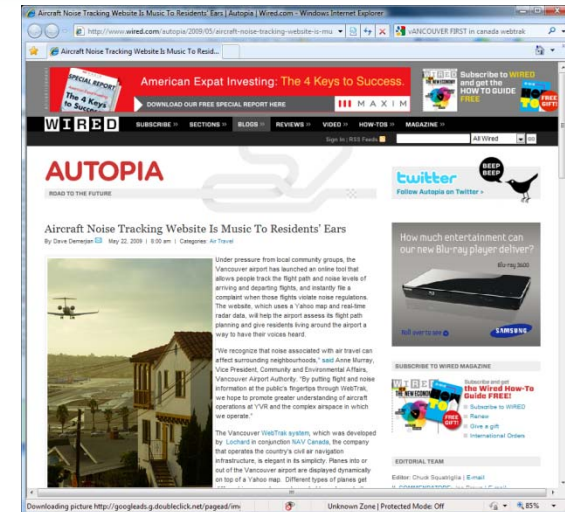 Aircraft Noise Tracking Website Is Music To Residents' Ears | Autopia | Wired.com - Windows Internet Explorer
http://www.wired.com/autopia/2009/05/aircraft-noise-tracking-website-is-mu
vANCOUVER FIRST in canada webtrak
Aircraft Noise Tracking Website Is Music To Resid...
SPECIAL REPORT
The 4 Keys
to Success
American Expat Investing: The 4 Keys to Success.
DOWNLOAD OUR FREE SPECIAL REPORT HERE
MAXIM
Subscribe to WIRED
and get the
HOW TO GUIDE
FREE
FREE
GIFT!
WIRED
SUBSCRIBE >> SECTIONS >> BLOGS >> REVIEWS >> VIDEO >> HOW-TOS >> MAGAZINE >>
Sign In | RSS Feeds
All Wired
AUTOPIA
ROAD TO THE FUTURE
twitter
BEEP
BEEP
Follow Autopia on Twitter
Aircraft Noise Tracking Website Is Music To Residents' Ears
By Dave Demerjian May 22, 2009 | 8:00 am | Categories: Air Travel
Under pressure from local community groups, the
Vancouver airport has launched an online tool that
allows people track the flight path and noise levels of
arriving and departing flights, and instantly file a
complaint when those flights violate noise regulations.
The website, which uses a Yahoo map and real-time
radar data, will help the airport assess its flight path
planning and give residents living around the airport a
way to have their voices heard.
"We recognize that noise associated with air travel can
affect surrounding neighbourhoods," said Anne Murray,
Vice President, Community and Environmental Affairs,
Vancouver Airport Authority. "By putting flight and noise
information at the public's fingertips through WebTrak,
we hope to promote greater understanding of aircraft
operations at YVR and the complex airspace in which
we operate."
The Vancouver WebTrak system, which was developed
by Lochard in conjunction NAV Canada, the company
that operates the country's civil air navigation
infrastructure, is elegant in its simplicity. Planes into or
out of the Vancouver airport are displayed dynamically
on top of a Yahoo map. Different types of planes get
How much entertainment can
our new Blu-ray player deliver?
Blu-ray 3600
Roll over to see
SAMSUNG
SUBSCRIBE TO WIRED MAGAZINE
WIRED
THE NEW ECONOMY
FREE
GIFT!
Subscribe and get
the Wired How-To
Guide FREE!
Subscribe to WIRED
Renew
Give a gift
International Orders
EDITORIAL TEAM
Editor: Chuck Squatriglia | E-mail
Downloading picture http://googleads.g.doubleclick.net/pagead/im
Unknown Zone | Protected Mode: Off
85%